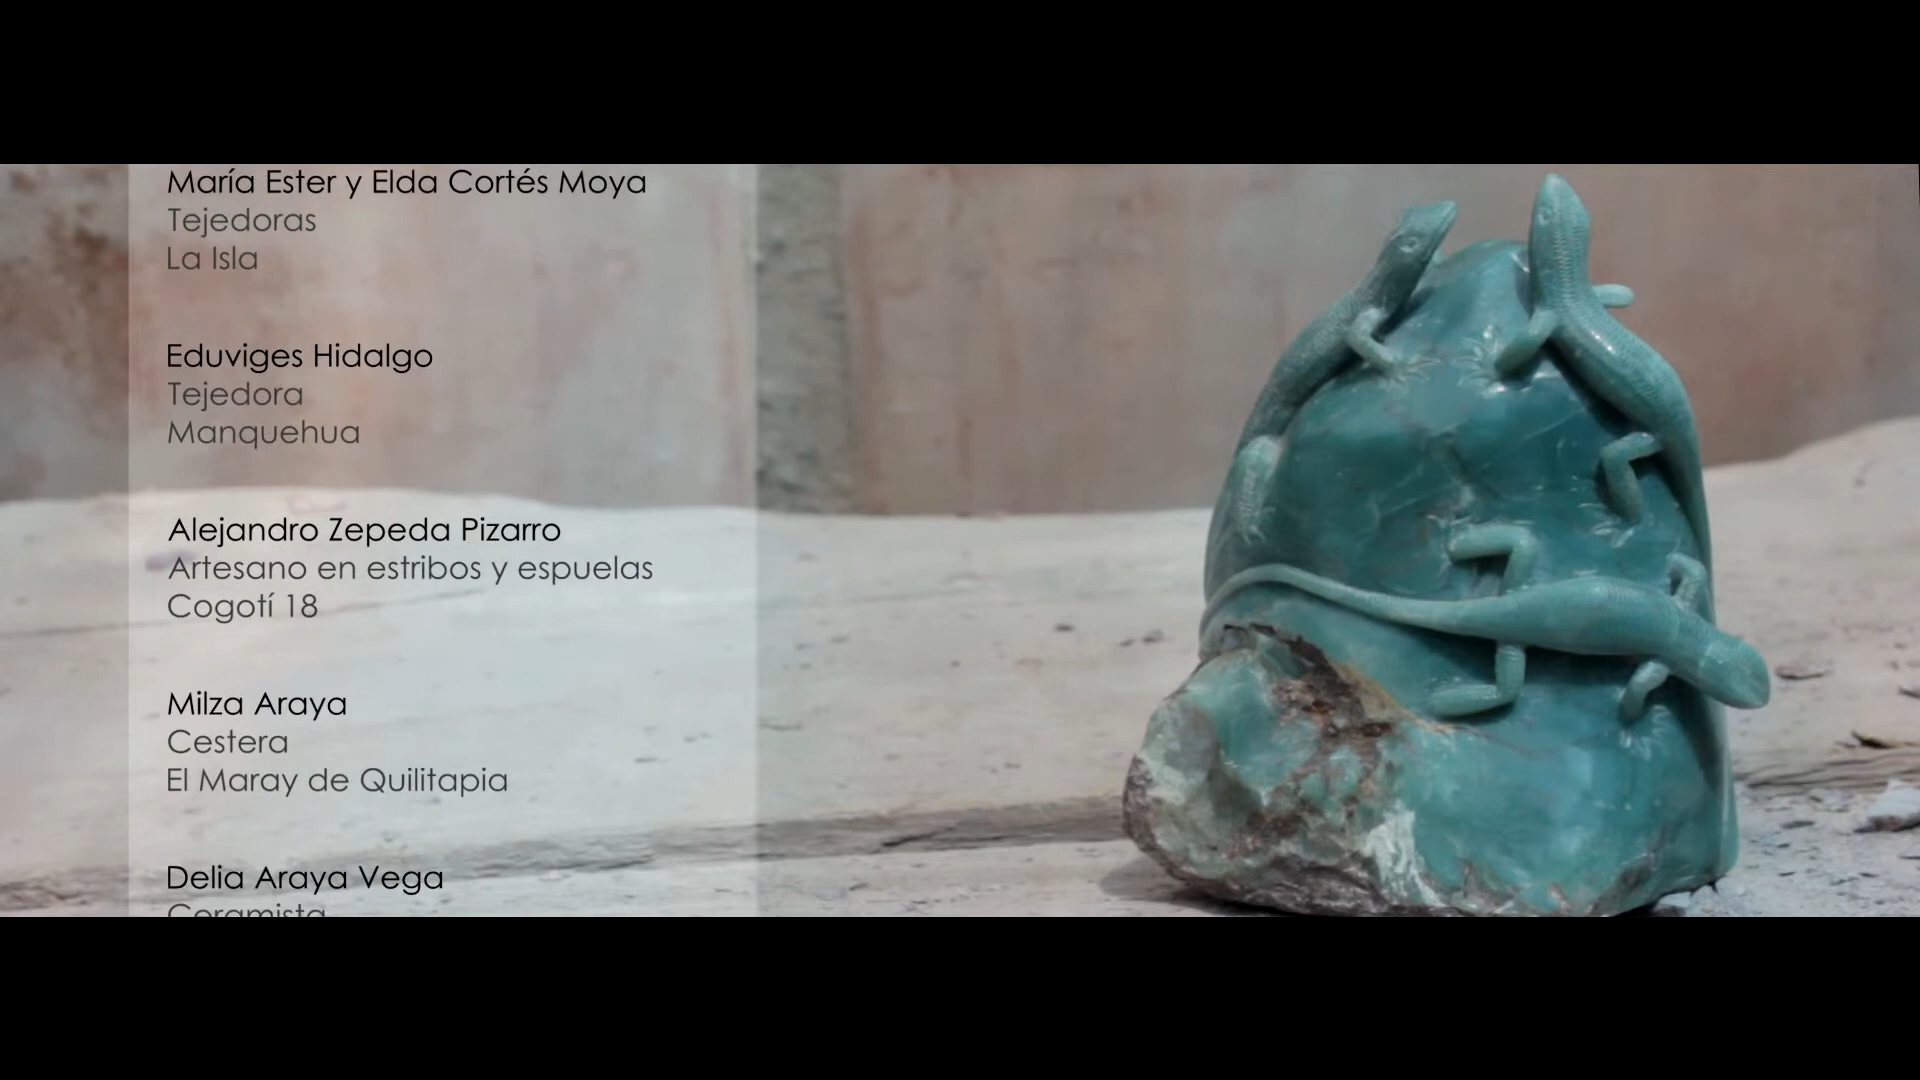 María Ester y Elda Cortés Moya
Tejedoras
La Isla
Eduviges Hidalgo
Tejedora
Manquehua
Alejandro Zepeda Pizarro
Artesano en estribos y espuelas
Cogotí 18
Milza Araya
Cestera
El Maray de Quilitapia
Delia Araya Vega
Ceramista